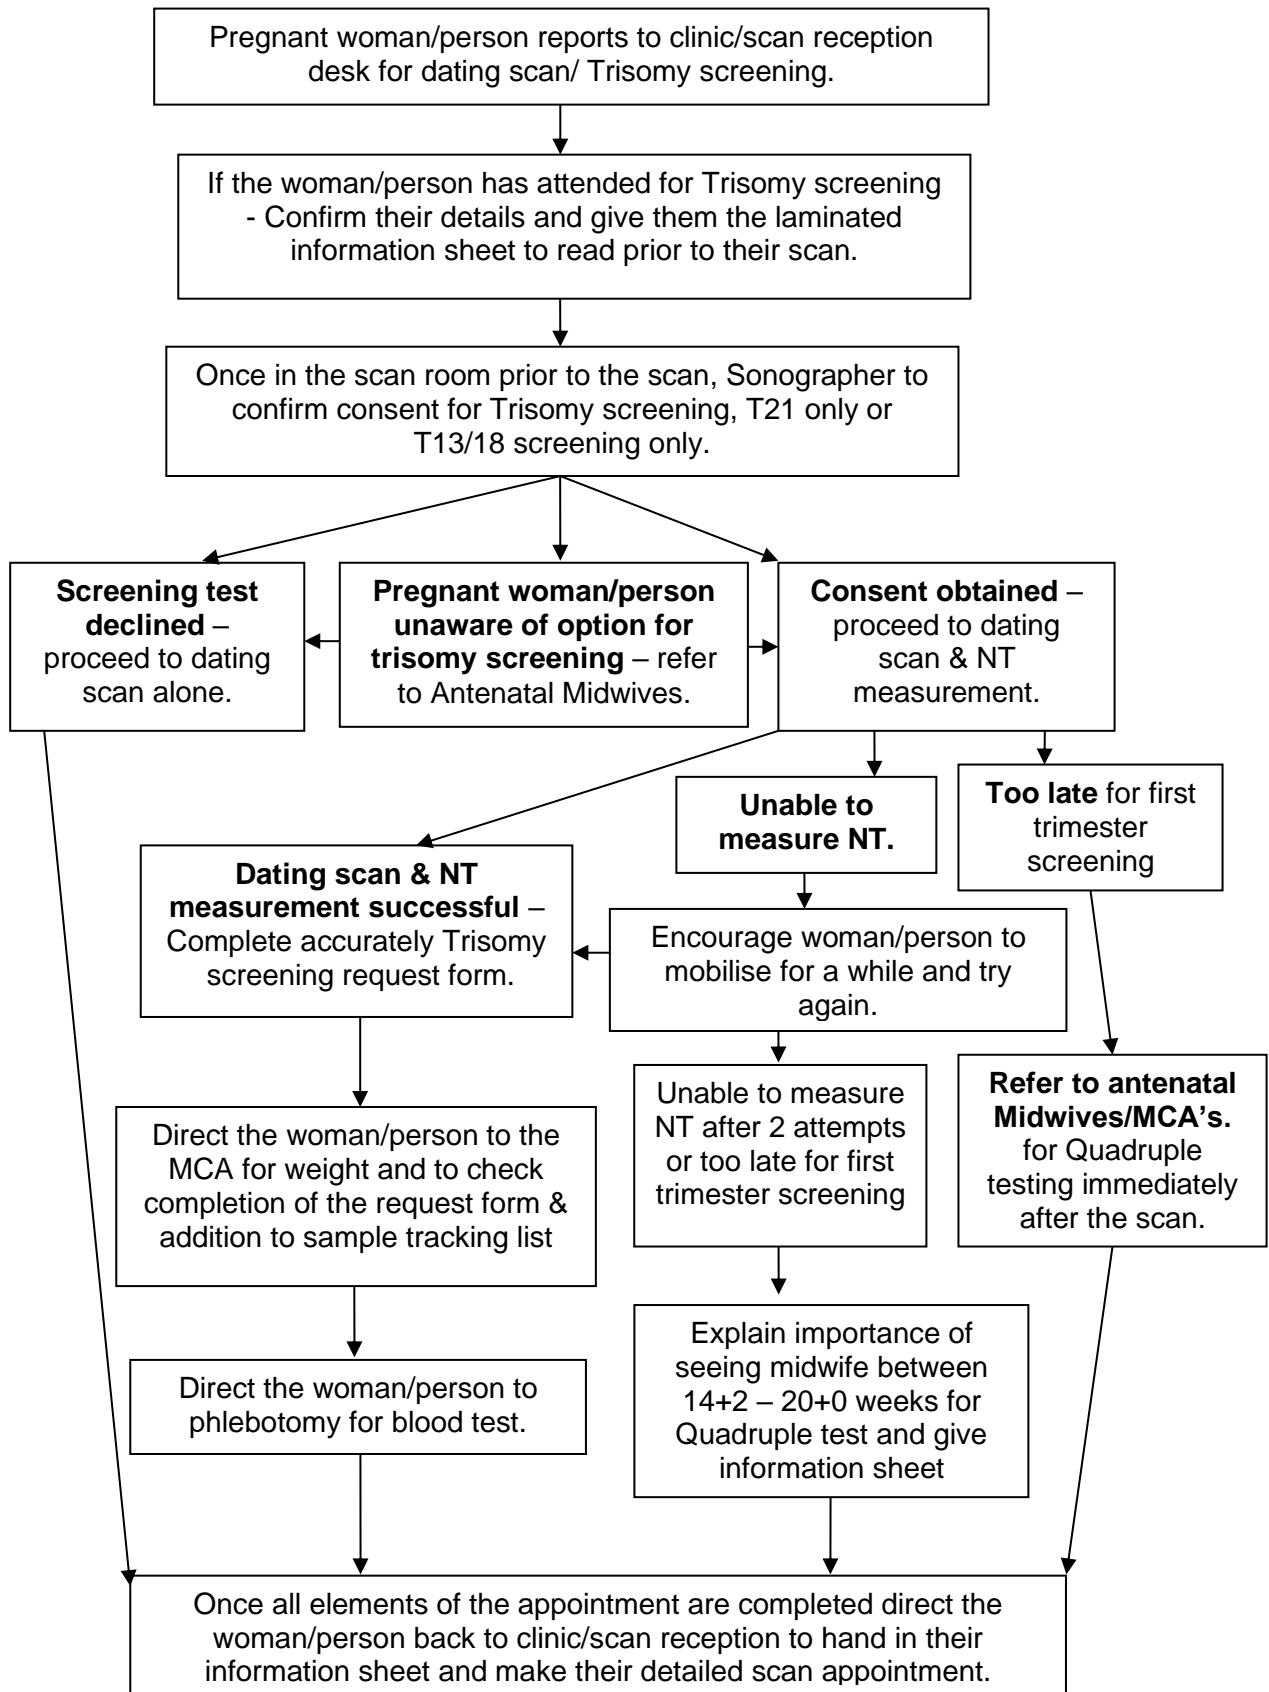 Pregnant woman/person reports to clinic/scan reception
desk for dating scan/ Trisomy screening.
If the woman/person has attended for Trisomy screening
- Confirm their details and give them the laminated
information sheet to read prior to their scan.
Once in the scan room prior to the scan, Sonographer to
confirm consent for Trisomy screening, T21 only or
T13/18 screening only.
Screening test
declined –
proceed to dating
scan alone.
Pregnant woman/person
unaware of option for
trisomy screening – refer
to Antenatal Midwives.
Consent obtained –
proceed to dating
scan & NT
measurement.
Unable to
measure NT.
Too late for first
trimester
screening
Dating scan & NT
measurement successful –
Complete accurately Trisomy
screening request form.
Encourage woman/person to
mobilise for a while and try
again.
Direct the woman/person to the
MCA for weight and to check
completion of the request form &
addition to sample tracking list
Unable to measure
NT after 2 attempts
or too late for first
trimester screening
Refer to antenatal
Midwives/MCA’s.
for Quadruple
testing immediately
after the scan.
Direct the woman/person to
phlebotomy for blood test.
Explain importance of
seeing midwife between
14+2 – 20+0 weeks for
Quadruple test and give
information sheet
Once all elements of the appointment are completed direct the
woman/person back to clinic/scan reception to hand in their
information sheet and make their detailed scan appointment.